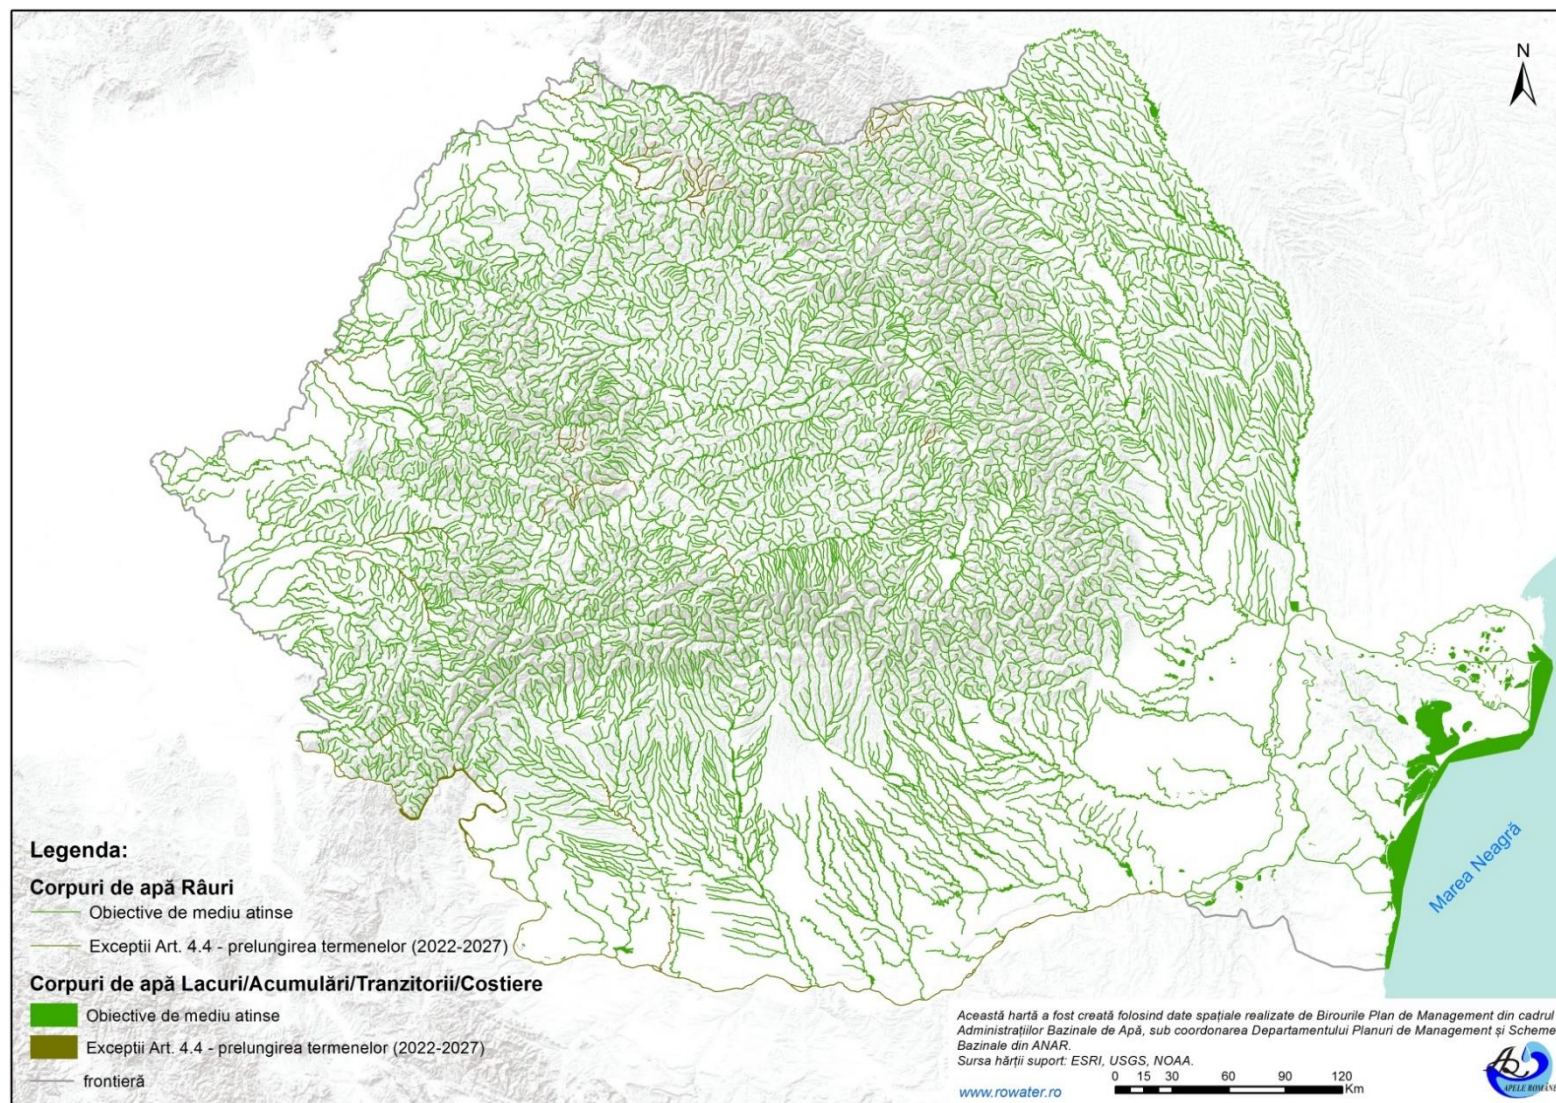 N
Marea Neagră
Legenda:
Corpuri de apă Râuri
Obiective de mediu atinse
Exceptii Art. 4.4 - prelungirea termenelor (2022-2027)
Corpuri de apă Lacuri/Acumulări/Tranzitorii/Costiere
Obiective de mediu atinse
Exceptii Art. 4.4 - prelungirea termenelor (2022-2027)
frontieră
Această hartă a fost creată folosind date spațiale realizate de Birourile Plan de Management din cadrul
Administrațiilor Bazinale de Apă, sub coordonarea Departamentului Planuri de Management și Scheme
Bazinale din ANAR.
Sursa hărții suport: ESRI, USGS, NOAA.
www.rowater.ro
0 15 30 60 90 120
Km
APELE ROMÂNE